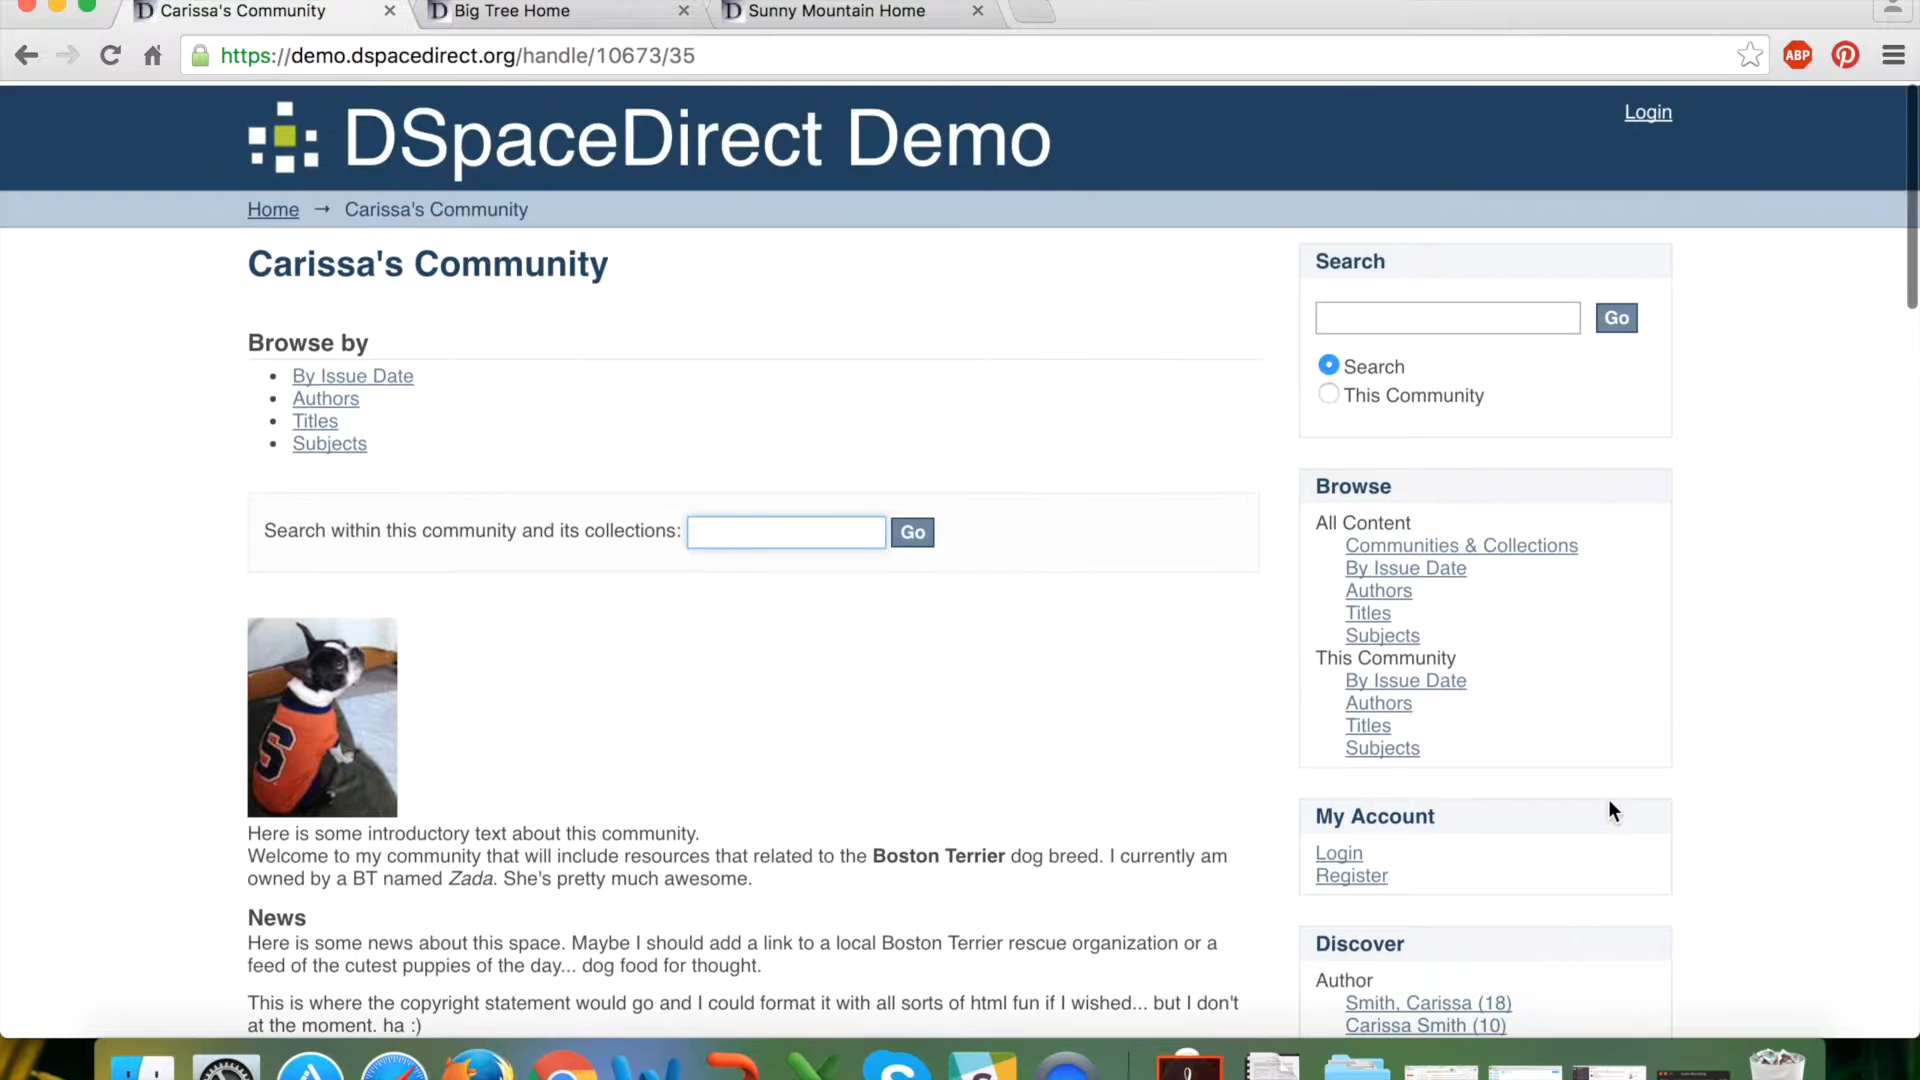 Carissa's Community
Big Tree Home
Sunny Mountain Home
https://demo.dspacedirect.org/handle/10673/35
ABP
DSpaceDirect Demo
Login
Home → Carissa's Community
Carissa's Community
Browse by
By Issue Date
Authors
Titles
Subjects
Search within this community and its collections:
Go
S
Here is some introductory text about this community.
Welcome to my community that will include resources that related to the Boston Terrier dog breed. I currently am
owned by a BT named Zada. She's pretty much awesome.
News
Here is some news about this space. Maybe I should add a link to a local Boston Terrier rescue organization or a
feed of the cutest puppies of the day... dog food for thought.
This is where the copyright statement would go and I could format it with all sorts of html fun if I wished... but I don't
at the moment. ha :)
Search
Go
Search
This Community
Browse
All Content
Communities & Collections
By Issue Date
Authors
Titles
Subjects
This Community
By Issue Date
Authors
Titles
Subjects
My Account
Login
Register
Discover
Author
Smith, Carissa (18)
Carissa Smith (10)